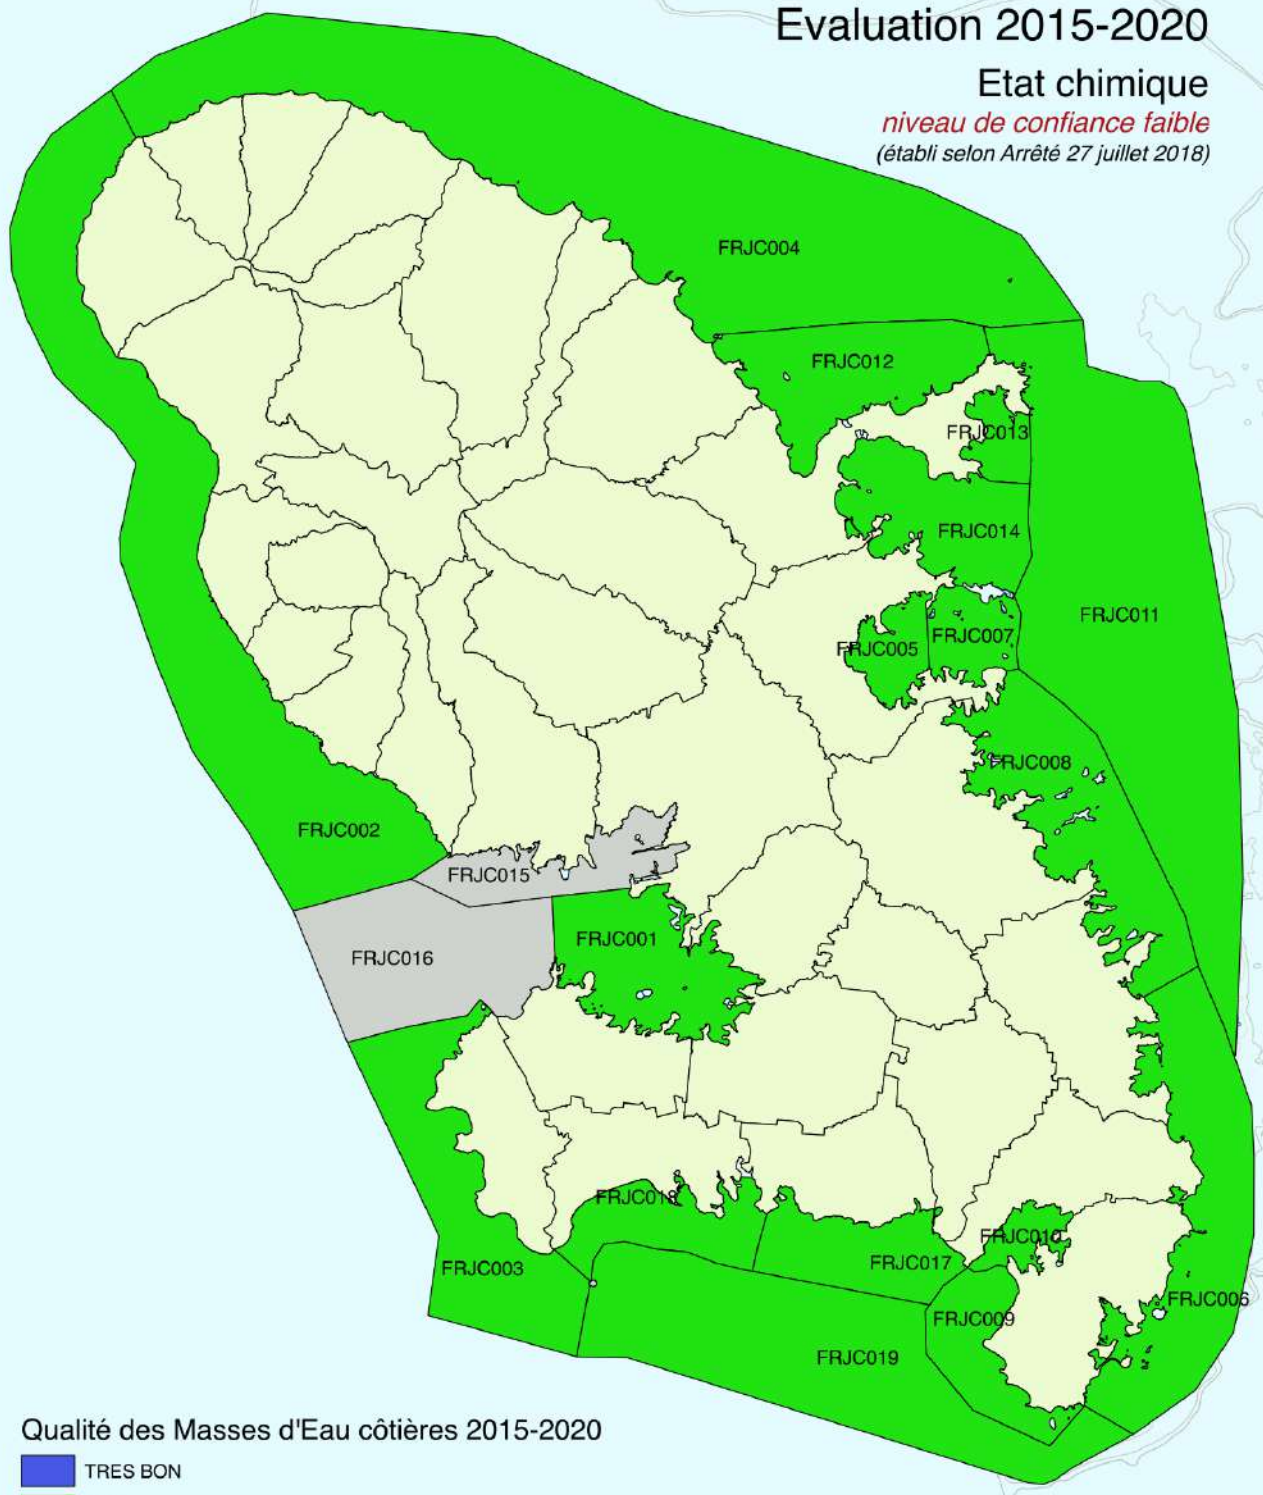 Evaluation 2015-2020
Etat chimique
niveau de confiance faible
(établi selon Arrêté 27 juillet 2018)
FRJC004
FRJC012
FRJC013
FRJC014
FRJC011
FRJC005
FRJC007
FRJC008
FRJC002
FRJC015
FRJC001
FRJC016
FRJC018
FRJC010
FRJC017
FRJC003
FRJC006
FRJC009
FRJC019
Qualité des Masses d'Eau côtières 2015-2020
TRES BON